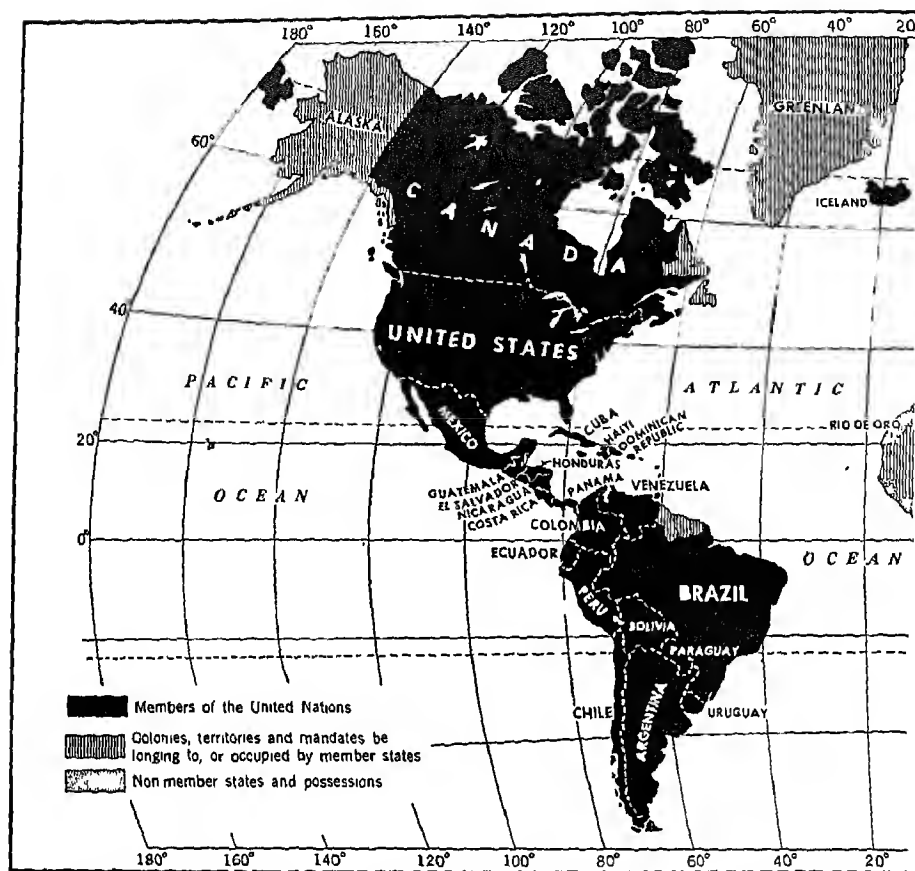 180° 160° 140° 120° 100° 80° 60° 40° 20
ALASKA
GREENLAN
60°
ICELAND
CANADA
40°
UNITED STATES
PACIFIC
ATLANTIC
MEXICO
CUBA
HAITI
DOMINICAN
REPUBLIC
RIO DE ORO
20°
HONDURAS
GUATEMALA
EL SALVADOR
NICARAGUA
COSTA RICA
PANAMA
VENEZUELA
OCEAN
COLOMBIA
0°
ECUADOR
OCEAN
BRAZIL
PERU
BOLIVIA
PARAGUAY
CHILE
ARGENTINA
URUGUAY
Members of the United Nations
Colonies, territories and mandates be
longing to, or occupied by member states
Non member states and possessions
180° 160° 140° 120° 100° 80° 60° 40° 20°